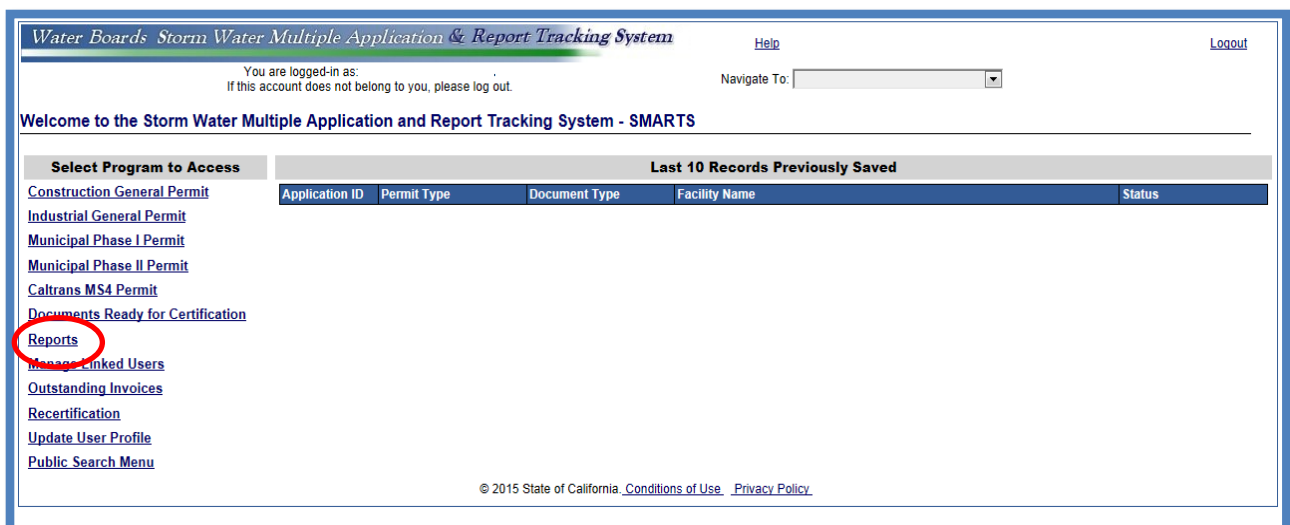 Water Boards Storm Water Multiple Application & Report Tracking System
Help
Logout
You are logged-in as: .
If this account does not belong to you, please log out.
Navigate To:
Welcome to the Storm Water Multiple Application and Report Tracking System - SMARTS
Select Program to Access
Last 10 Records Previously Saved
Construction General Permit
Application ID Permit Type Document Type Facility Name Status
Industrial General Permit
Municipal Phase I Permit
Municipal Phase II Permit
Caltrans MS4 Permit
Documents Ready for Certification
Reports
Manage Linked Users
Outstanding Invoices
Recertification
Update User Profile
Public Search Menu
© 2015 State of California. Conditions of Use Privacy Policy